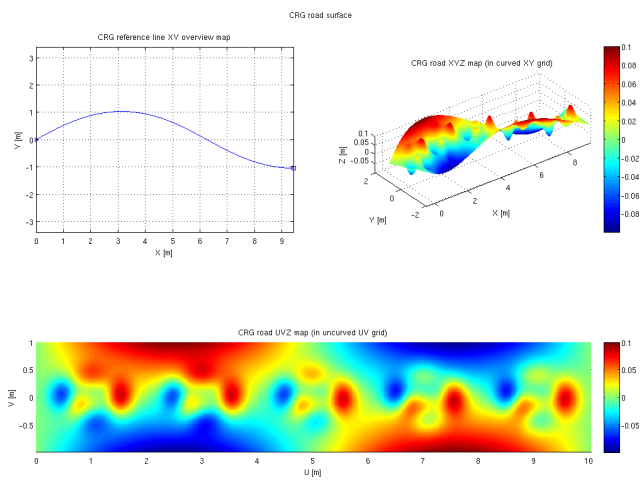 CRG road surface
CRG reference line XY overview map
3
2
1
0
-1
-2
-3
Y [m]
0 1 2 3 4 5 6 7 8 9
X [m]
CRG road XYZ map (in curved XY grid)
0.1
0.05
0
-0.05
Z [m]
2
0
-2
Y [m]
0 2 4 6 8
X [m]
0.1
0.08
0.06
0.04
0.02
0
-0.02
-0.04
-0.06
-0.08
CRG road UVZ map (in uncurved UV grid)
1
0.5
0
-0.5
V [m]
0 1 2 3 4 5 6 7 8 9 10
U [m]
0.1
0.05
0
-0.05